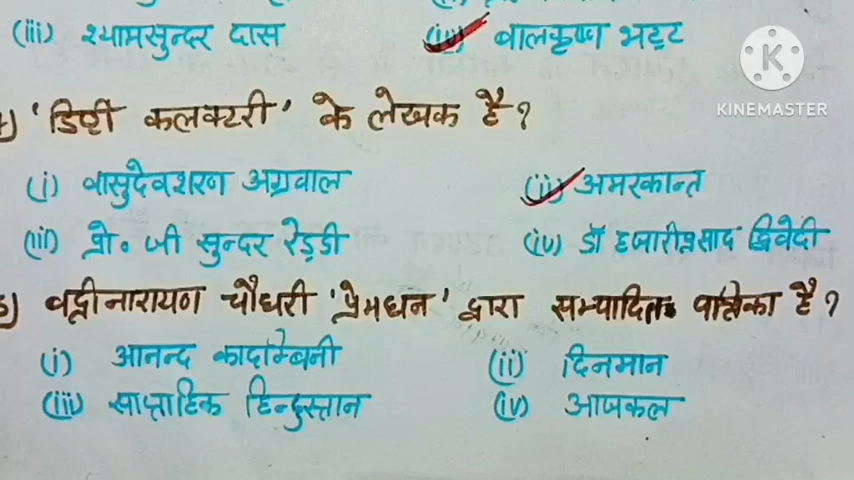 (iii) श्यामसुन्दर दास (iv) बालकृष्ण भट्ट
KINEMASTER
) 'डिप्टी कलक्टरी' के लेखक है?
(i) वासुदेवशरण अग्रवाल (ii) अमरकान्त
(iii) प्रो. जी सुन्दर रेड्डी (iv) डॉ हजारीप्रसाद द्विवेदी
) बद्रीनारायण चौधरी 'प्रेमघन' द्वारा सम्पादित पत्रिका है?
(i) आनन्द कादम्बिनी (ii) दिनमान
(iii) साप्ताहिक हिन्दुस्तान (iv) आजकल